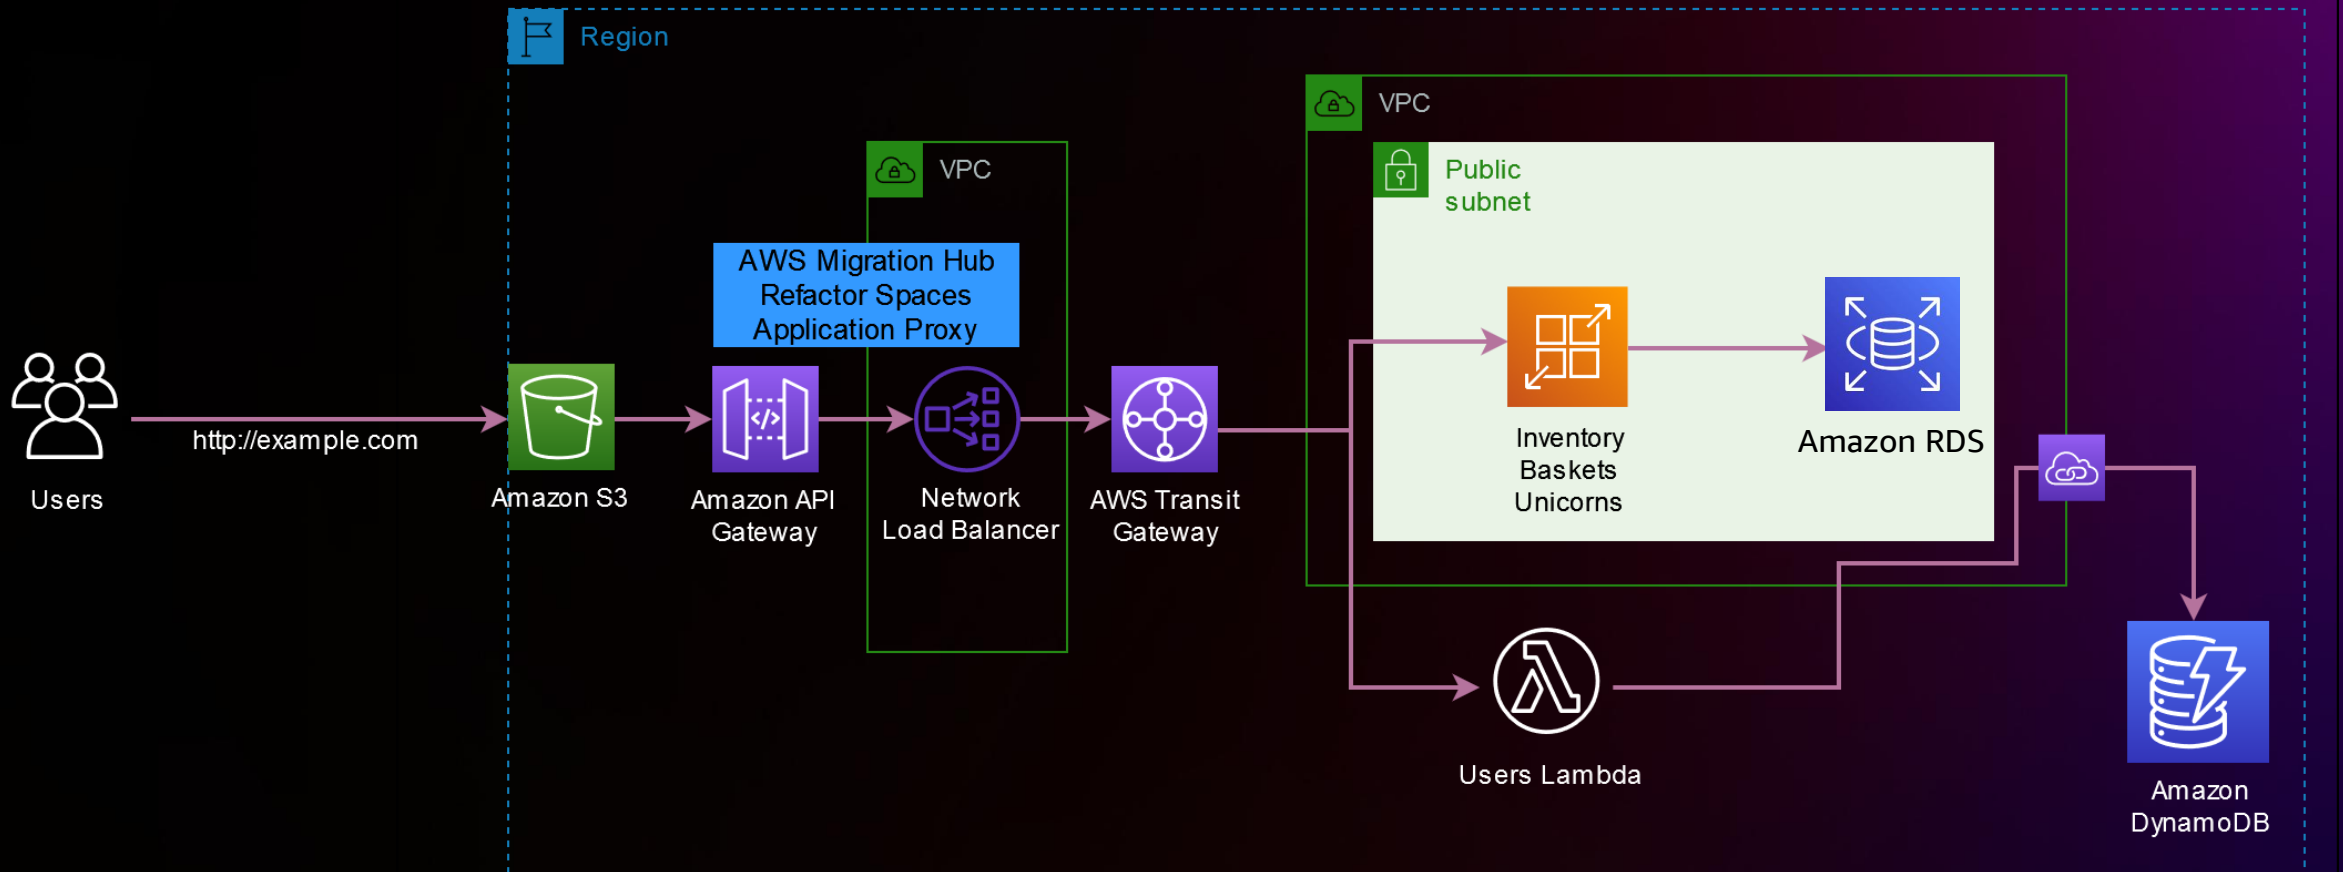 Region
VPC
VPC
Public
subnet
AWS Migration Hub
Refactor Spaces
Application Proxy
http://example.com
Users
Amazon S3
Amazon API
Gateway
</>
Network
Load Balancer
AWS Transit
Gateway
Inventory
Baskets
Unicorns
Amazon RDS
Users Lambda
Amazon
DynamoDB